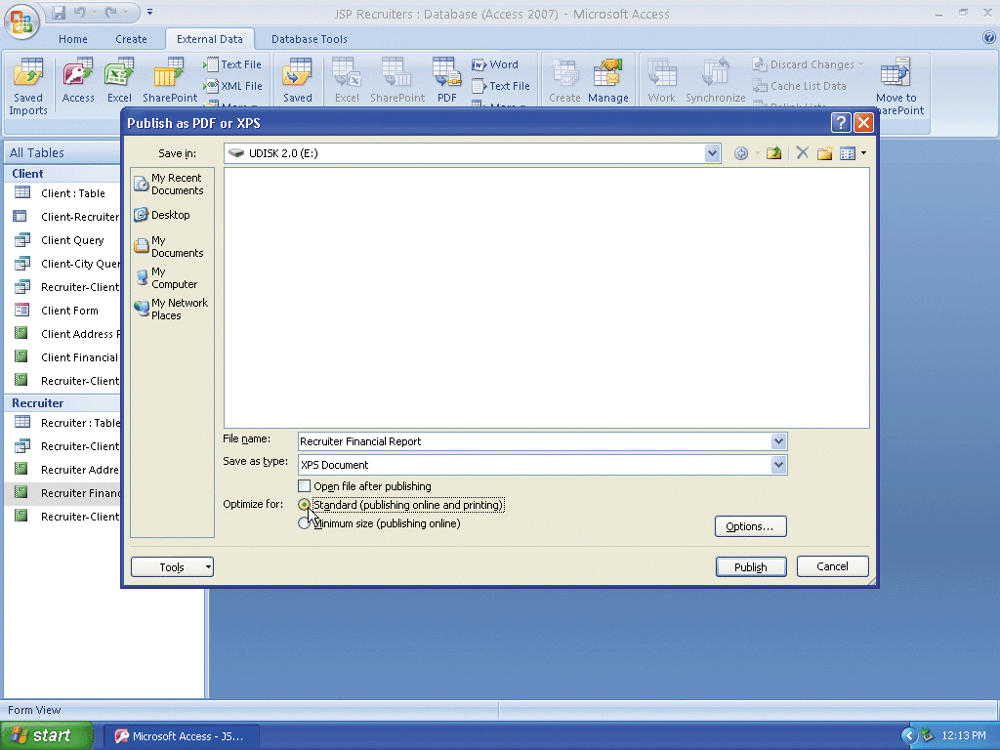 JSP Recruiters : Database (Access 2007) - Microsoft Access
Home Create External Data Database Tools
Saved Imports
Access
Excel
SharePoint
Text File
XML File
More
Saved
Excel
SharePoint
PDF
Word
Text File
More
Create
Manage
Work
Synchronize
Discard Changes
Cache List Data
Relink Lists
Move to
arePoint
Publish as PDF or XPS
All Tables
Client
Client : Table
Client-Recruiter
Client Query
Client-City Quer
Recruiter-Client
Client Form
Client Address R
Client Financial
Recruiter-Client
Recruiter
Recruiter : Table
Recruiter-Client
Recruiter Addre
Recruiter Financ
Recruiter-Client
Save in: UDISK 2.0 (E:)
My Recent
Documents
Desktop
My
Documents
My
Computer
My Network
Places
File name: Recruiter Financial Report
Save as type: XPS Document
Open file after publishing
Optimize for: Standard (publishing online and printing)
Minimum size (publishing online)
Options...
Tools Publish Cancel
Form View
start Microsoft Access - JS... 12:13 PM